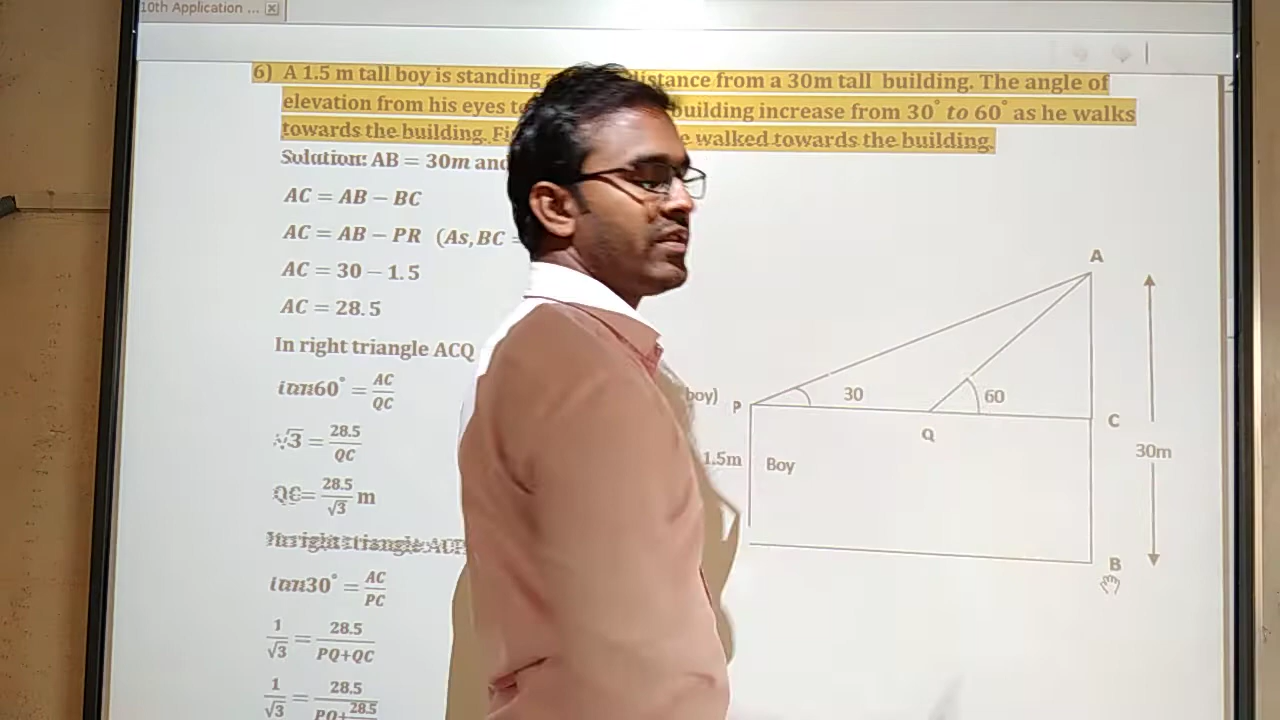 10th Application ...
6) A 1.5 m tall boy is standing distance from a 30m tall building. The angle of
elevation from his eyes to building increase from 30° to 60° as he walks
towards the building. walked towards the building.
Solution: AB = 30m and
AC = AB − BC
AC = AB − PR (As, BC =
AC = 30 − 1.5
AC = 28.5
In right triangle ACQ
tan60° = AC/QC
√3 = 28.5/QC
QC= 28.5/√3 m
In right triangle
tan30° = AC/PC
1/√3 = 28.5/PQ+QC
1/√3 = 28.5/PQ+28.5
boy)
A
P
30
60
C
Q
1.5m
Boy
30m
B